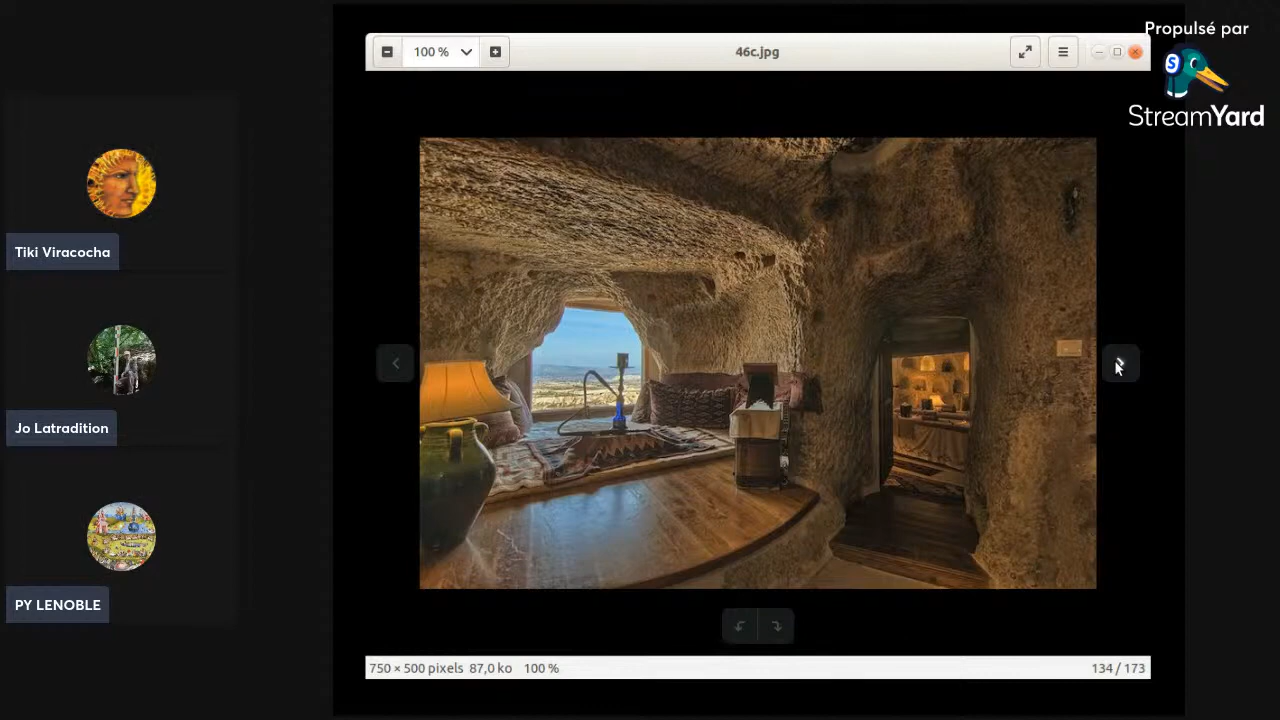 Propulsé par
StreamYard
100 %
46c.jpg
Tiki Viracocha
Jo Latradition
PY LENOBLE
750 × 500 pixels 87,0 ko 100 %
134 / 173